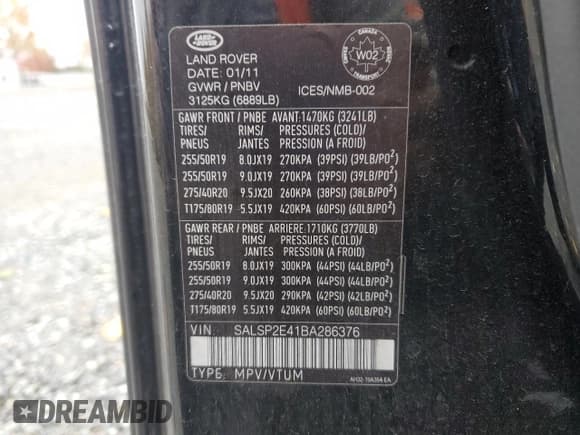 LAND ROVER
LAND ROVER
DATE: 01/11
GVWR / PNBV
3125KG (6889LB)
ICES/NMB-002
CANADA
W02
TRANSPORT
GAWR FRONT / PNBE AVANT:1470KG (3241LB)
TIRES/ RIMS/ PRESSURES (COLD)/
PNEUS JANTES PRESSION (A FROID)
255/50R19 8.0JX19 270KPA (39PSI) (39LB/PO²)
255/50R19 9.0JX19 270KPA (39PSI) (39LB/PO²)
275/40R20 9.5JX20 260KPA (38PSI) (38LB/PO²)
T175/80R19 5.5JX19 420KPA (60PSI) (60LB/PO²)
GAWR REAR / PNBE ARRIERE:1710KG (3770LB)
TIRES/ RIMS/ PRESSURES (COLD)/
PNEUS JANTES PRESSION (A FROID)
255/50R19 8.0JX19 300KPA (44PSI) (44LB/PO²)
255/50R19 9.0JX19 300KPA (44PSI) (44LB/PO²)
275/40R20 9.5JX20 290KPA (42PSI) (42LB/PO²)
T175/80R19 5.5JX19 420KPA (60PSI) (60LB/PO²)
VIN: SALSP2E41BA286376
TYPE: MPV/VTUM
AH32-15A354 EA
DREAMBID